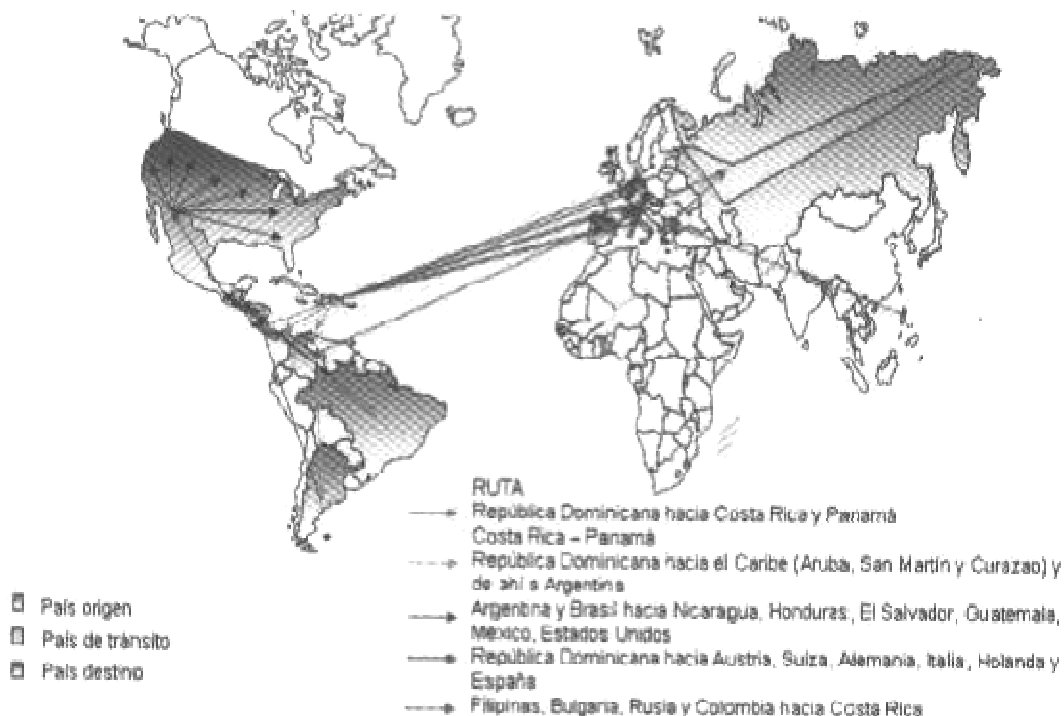 RUTA
República Dominicana hacia Costa Rica y Panamá
Costa Rica – Panamá
República Dominicana hacia el Caribe (Aruba, San Martín y Curazao) y
de ahí a Argentina
Argentina y Brasil hacia Nicaragua, Honduras, El Salvador, Guatemala,
México, Estados Unidos
República Dominicana hacia Austria, Suiza, Alemania, Italia, Holanda y
España
Filipinas, Bulgaria, Rusia y Colombia hacia Costa Rica
País origen
País de tránsito
País destino